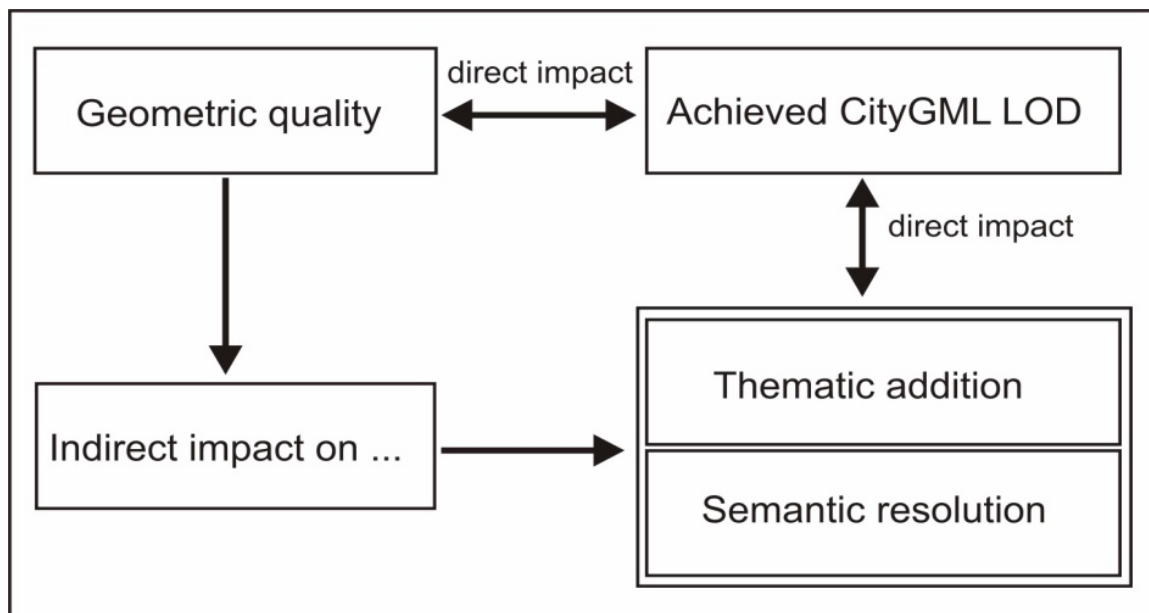 direct impact
Geometric quality
Achieved CityGML LOD
direct impact
Thematic addition
Indirect impact on ...
Semantic resolution